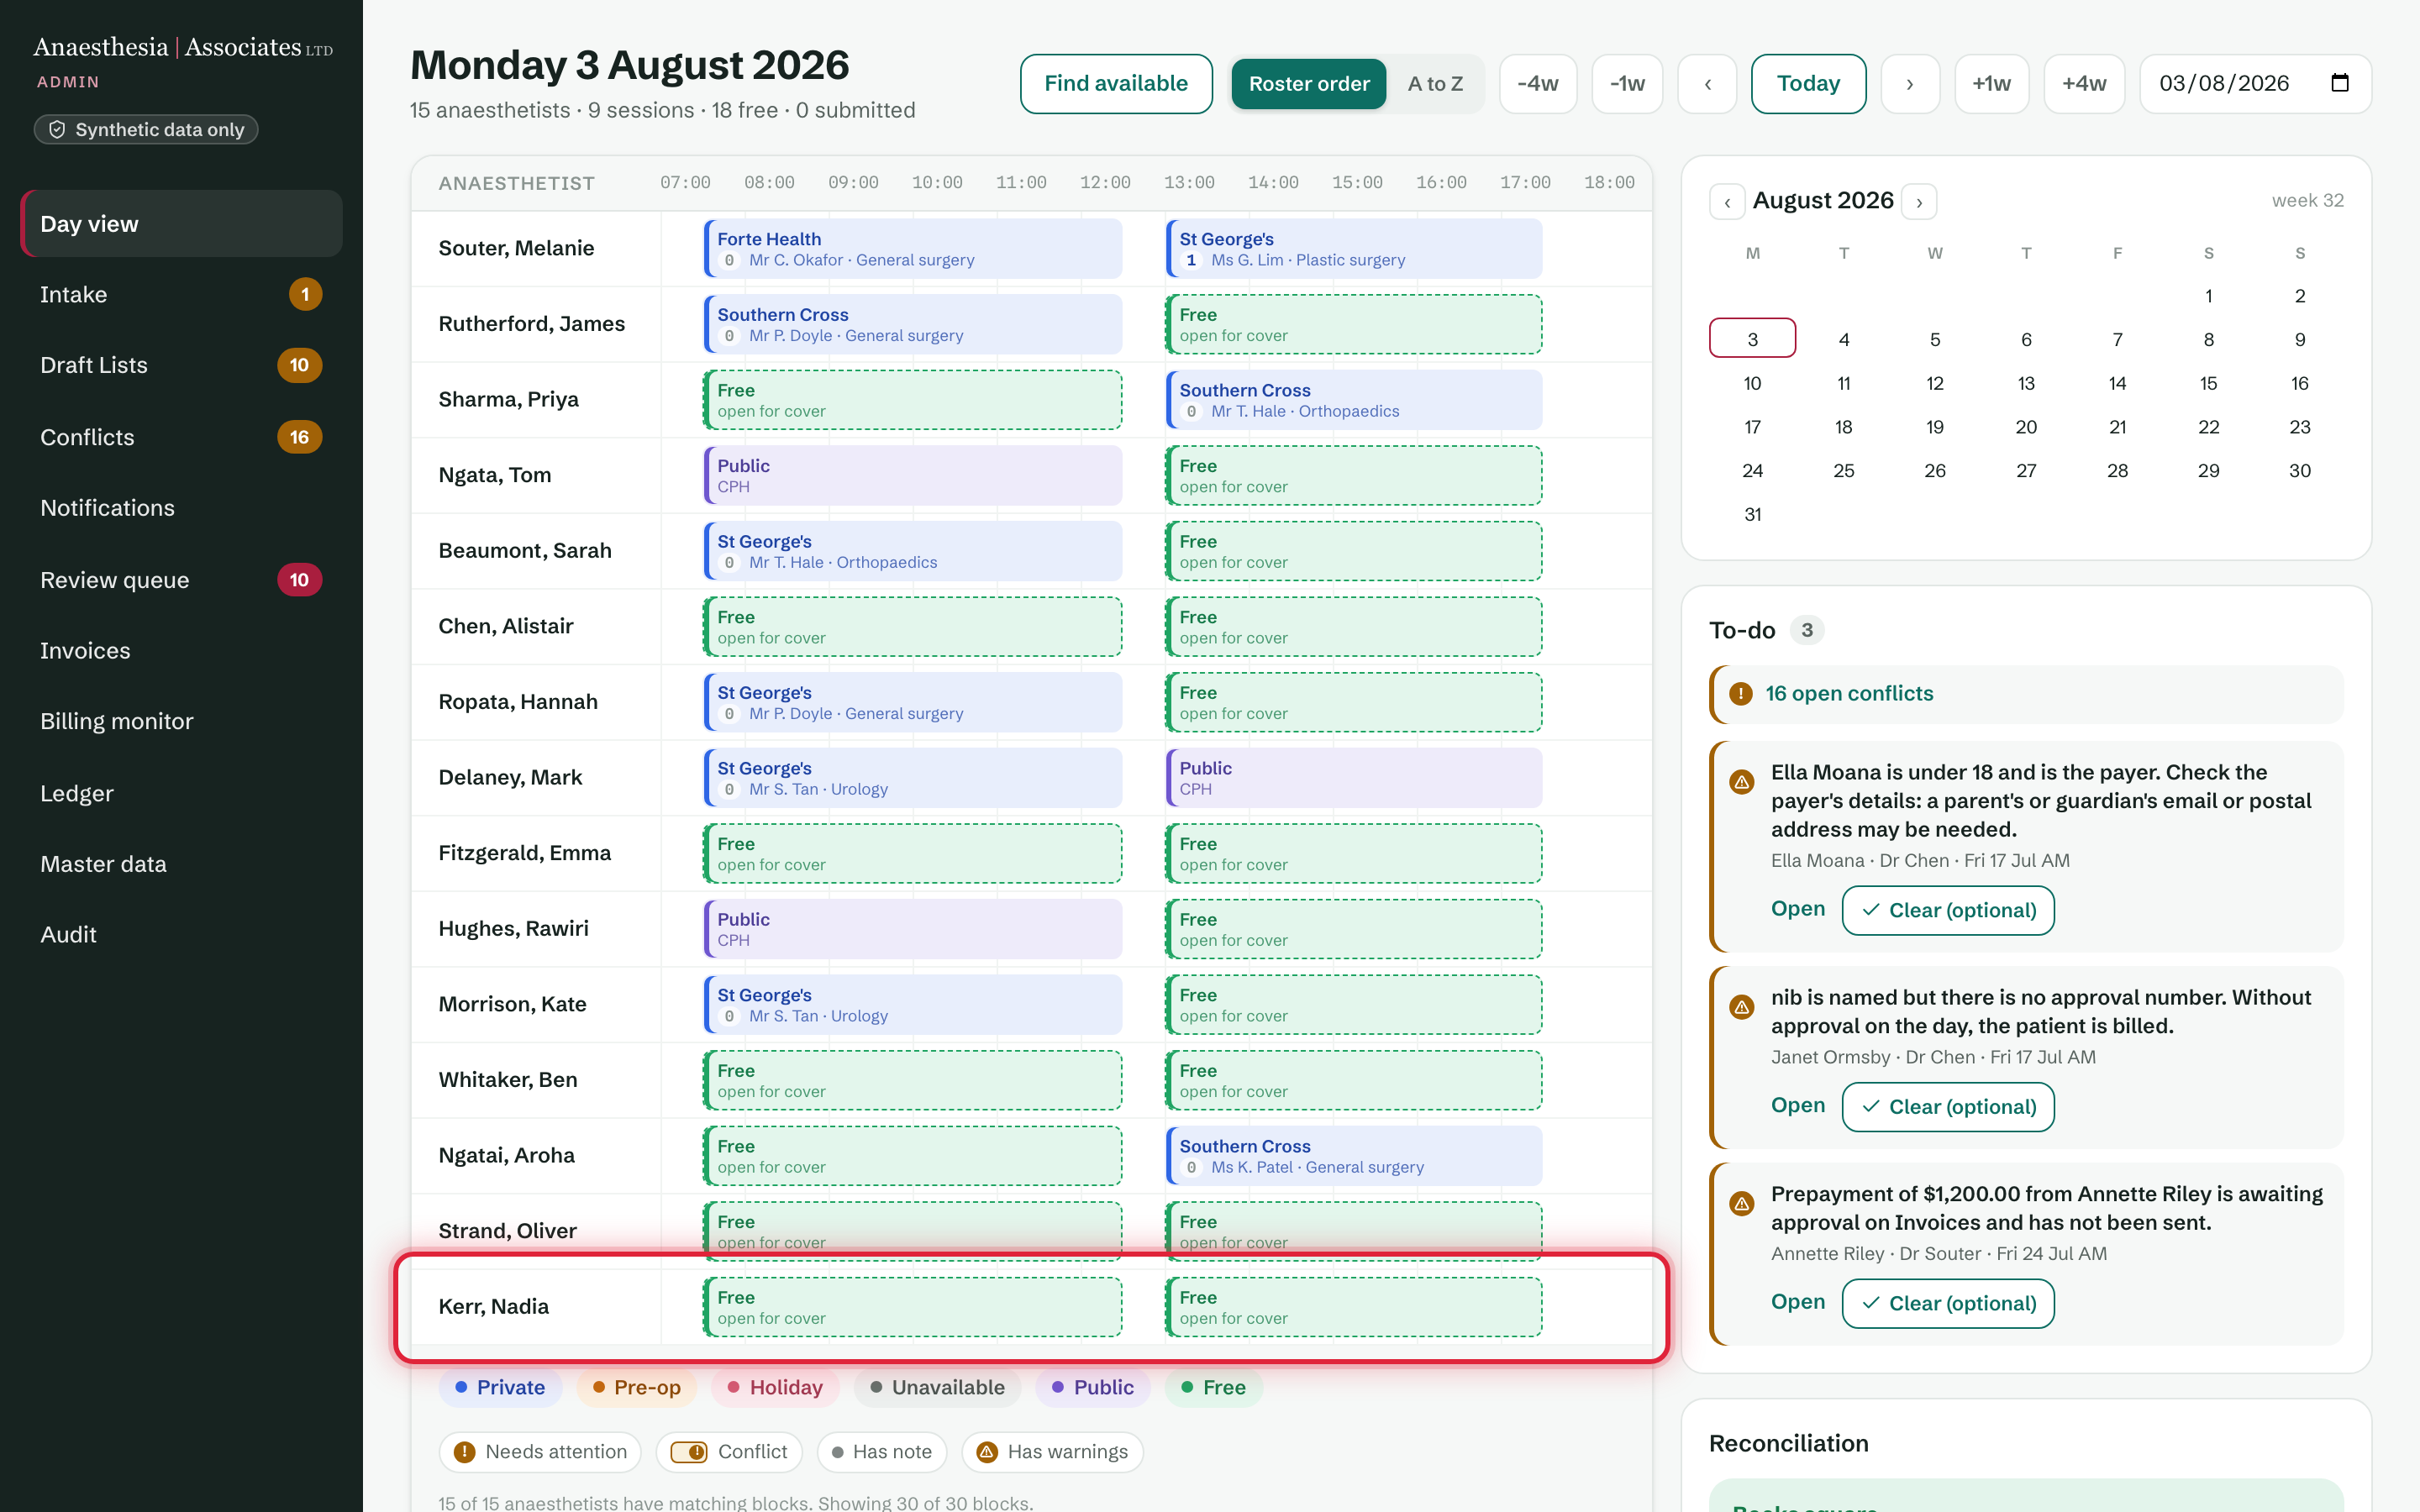 Anaesthesia | Associates LTD
ADMIN
Synthetic data only
Day view
Intake 1
Draft Lists 10
Conflicts 16
Notifications
Review queue 10
Invoices
Billing monitor
Ledger
Master data
Audit
Monday 3 August 2026
15 anaesthetists · 9 sessions · 18 free · 0 submitted
Find available Roster order A to Z -4w -1w ‹ Today › +1w +4w 03/08/2026
ANAESTHETIST 07:00 08:00 09:00 10:00 11:00 12:00 13:00 14:00 15:00 16:00 17:00 18:00
Souter, Melanie
Forte Health
0 Mr C. Okafor · General surgery
St George's
1 Ms G. Lim · Plastic surgery
Rutherford, James
Southern Cross
0 Mr P. Doyle · General surgery
Free
open for cover
Sharma, Priya
Free
open for cover
Southern Cross
0 Mr T. Hale · Orthopaedics
Ngata, Tom
Public
CPH
Free
open for cover
Beaumont, Sarah
St George's
0 Mr T. Hale · Orthopaedics
Free
open for cover
Chen, Alistair
Free
open for cover
Free
open for cover
Ropata, Hannah
St George's
0 Mr P. Doyle · General surgery
Free
open for cover
Delaney, Mark
St George's
0 Mr S. Tan · Urology
Public
CPH
Fitzgerald, Emma
Free
open for cover
Free
open for cover
Hughes, Rawiri
Public
CPH
Free
open for cover
Morrison, Kate
St George's
0 Mr S. Tan · Urology
Free
open for cover
Whitaker, Ben
Free
open for cover
Free
open for cover
Ngatai, Aroha
Free
open for cover
Southern Cross
0 Ms K. Patel · General surgery
Strand, Oliver
Free
open for cover
Free
open for cover
Kerr, Nadia
Free
open for cover
Free
open for cover
Private Pre-op Holiday Unavailable Public Free
Needs attention Conflict Has note Has warnings
15 of 15 anaesthetists have matching blocks. Showing 30 of 30 blocks.
‹ August 2026 › week 32
M T W T F S S
1 2
3 4 5 6 7 8 9
10 11 12 13 14 15 16
17 18 19 20 21 22 23
24 25 26 27 28 29 30
31
To-do 3
16 open conflicts
Ella Moana is under 18 and is the payer. Check the
payer's details: a parent's or guardian's email or postal
address may be needed.
Ella Moana · Dr Chen · Fri 17 Jul AM
Open Clear (optional)
nib is named but there is no approval number. Without
approval on the day, the patient is billed.
Janet Ormsby · Dr Chen · Fri 17 Jul AM
Open Clear (optional)
Prepayment of $1,200.00 from Annette Riley is awaiting
approval on Invoices and has not been sent.
Annette Riley · Dr Souter · Fri 24 Jul AM
Open Clear (optional)
Reconciliation